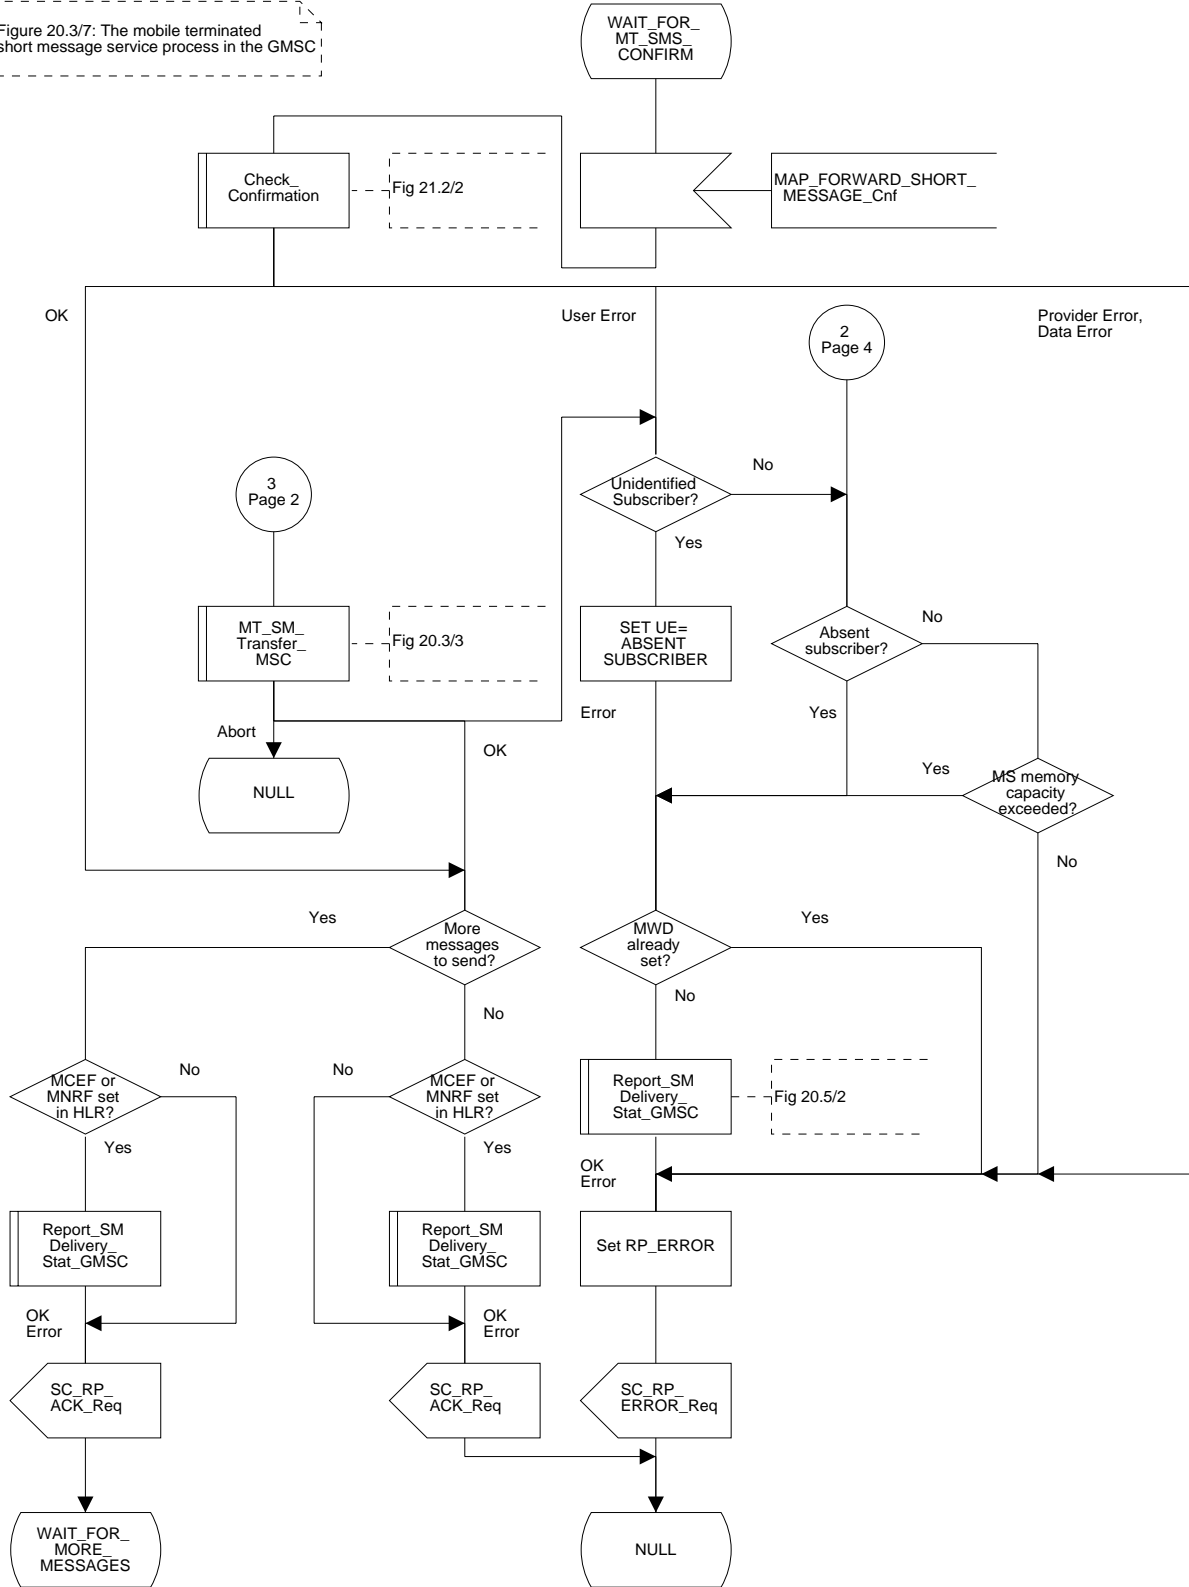 Figure 20.3/7: The mobile terminated
short message service process in the GMSC
WAIT_FOR_
MT_SMS_
CONFIRM
Check_
Confirmation
Fig 21.2/2
MAP_FORWARD_SHORT_
MESSAGE_Cnf
OK
User Error
2
Page 4
Provider Error,
Data Error
3
Page 2
Unidentified
Subscriber?
No
Yes
MT_SM_
Transfer_
MSC
Fig 20.3/3
SET UE=
ABSENT
SUBSCRIBER
Absent
subscriber?
No
Abort
OK
Error
Yes
NULL
Yes
MS memory
capacity
exceeded?
No
Yes
More
messages
to send?
MWD
already
set?
Yes
No
No
MCEF or
MNRF set
in HLR?
No
No
MCEF or
MNRF set
in HLR?
Report_SM
Delivery_
Stat_GMSC
Fig 20.5/2
Yes
Yes
OK
Error
Report_SM
Delivery_
Stat_GMSC
Report_SM
Delivery_
Stat_GMSC
Set RP_ERROR
OK
Error
OK
Error
SC_RP_
ACK_Req
SC_RP_
ACK_Req
SC_RP_
ERROR_Req
WAIT_FOR_
MORE_
MESSAGES
NULL